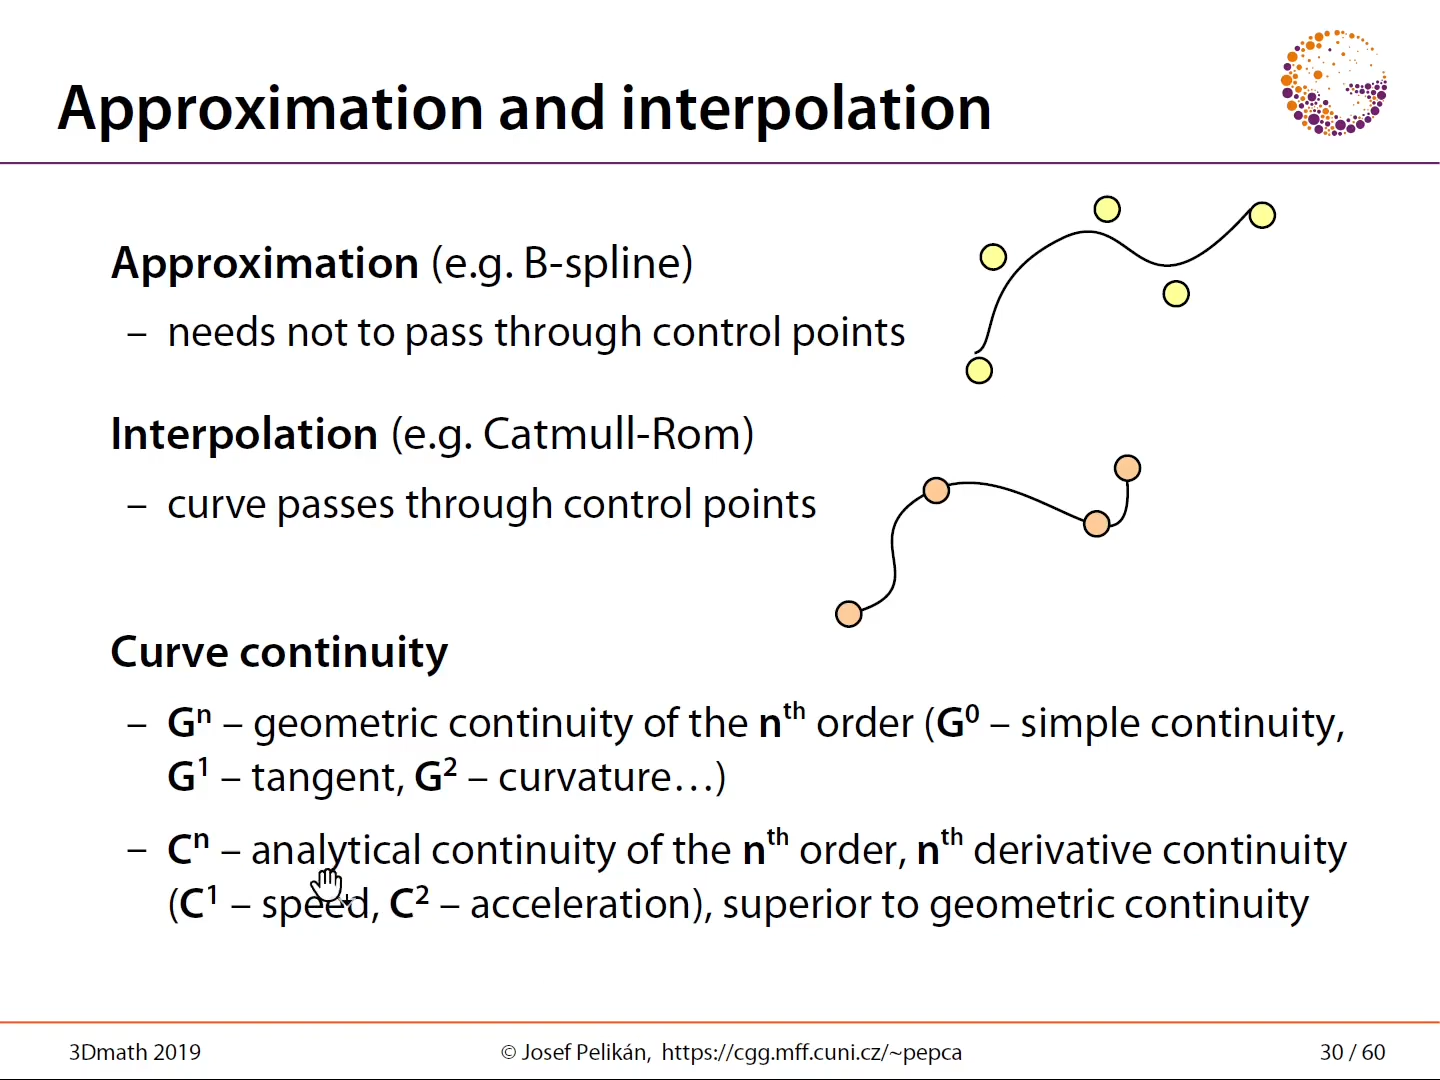 Approximation and interpolation
Approximation (e.g. B-spline)
– needs not to pass through control points
Interpolation (e.g. Catmull-Rom)
– curve passes through control points
Curve continuity
– Gⁿ – geometric continuity of the nᵗʰ order (G⁰ – simple continuity,
G¹ – tangent, G² – curvature…)
– Cⁿ – analytical continuity of the nᵗʰ order, nᵗʰ derivative continuity
(C¹ – speed, C² – acceleration), superior to geometric continuity
3Dmath 2019
© Josef Pelikán, https://cgg.mff.cuni.cz/~pepca
30 / 60